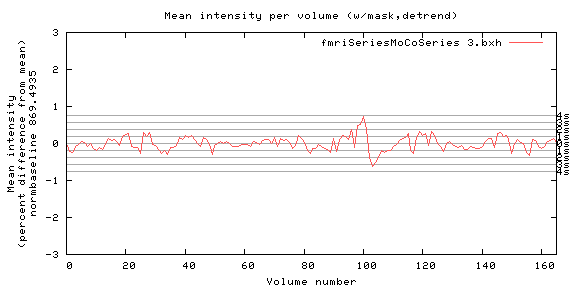 Mean intensity per volume (w/mask,detrend)
fmriSeriesMoCoSeries 3.bxh
3
2
1
0
-1
-2
-3
Mean intensity
(percent difference from mean)
normbaseline 869.4935
0 20 40 60 80 100 120 140 160
Volume number